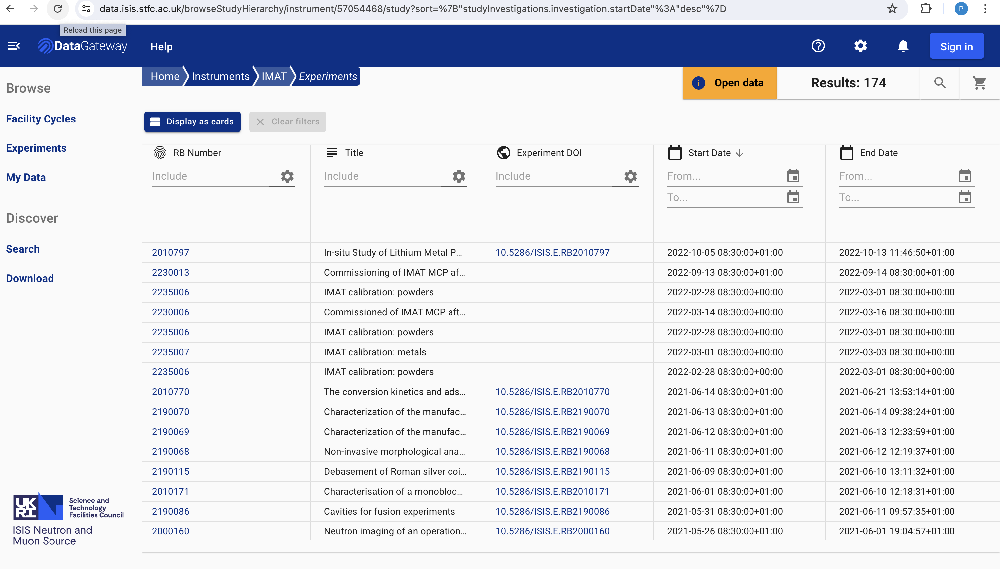 data.isis.stfc.ac.uk/browseStudyHierarchy/instrument/57054468/study?sort=%7B"studyInvestigations.investigation.startDate"%3A"desc"%7D
P
Reload this page
DataGateway
Help
Sign in
Home
Instruments
IMAT
Experiments
Open data
Results: 174
Browse
Facility Cycles
Experiments
My Data
Discover
Search
Download
Display as cards
Clear filters
RB Number Title Experiment DOI Start Date End Date
Include Include Include From... From...
To... To...
2010797 In-situ Study of Lithium Metal P... 10.5286/ISIS.E.RB2010797 2022-10-05 08:30:00+01:00 2022-10-13 11:46:50+01:00
2230013 Commissioning of IMAT MCP af... 2022-09-13 08:30:00+01:00 2022-09-14 08:30:00+01:00
2235006 IMAT calibration: powders 2022-02-28 08:30:00+00:00 2022-03-01 08:30:00+00:00
2230006 Commissioned of IMAT MCP aft... 2022-03-14 08:30:00+00:00 2022-03-16 08:30:00+00:00
2235006 IMAT calibration: powders 2022-02-28 08:30:00+00:00 2022-03-01 08:30:00+00:00
2235007 IMAT calibration: metals 2022-03-01 08:30:00+00:00 2022-03-03 08:30:00+00:00
2235006 IMAT calibration: powders 2022-02-28 08:30:00+00:00 2022-03-01 08:30:00+00:00
2010770 The conversion kinetics and ads... 10.5286/ISIS.E.RB2010770 2021-06-14 08:30:00+01:00 2021-06-21 13:53:14+01:00
2190070 Characterization of the manufac... 10.5286/ISIS.E.RB2190070 2021-06-13 08:30:00+01:00 2021-06-14 09:38:24+01:00
2190069 Characterization of the manufac... 10.5286/ISIS.E.RB2190069 2021-06-12 08:30:00+01:00 2021-06-13 12:33:59+01:00
2190068 Non-invasive morphological ana... 10.5286/ISIS.E.RB2190068 2021-06-11 08:30:00+01:00 2021-06-12 12:19:37+01:00
2190115 Debasement of Roman silver coi... 10.5286/ISIS.E.RB2190115 2021-06-09 08:30:00+01:00 2021-06-10 13:11:32+01:00
2010171 Characterisation of a monobloc... 10.5286/ISIS.E.RB2010171 2021-06-01 08:30:00+01:00 2021-06-10 12:18:31+01:00
2190086 Cavities for fusion experiments 10.5286/ISIS.E.RB2190086 2021-05-31 08:30:00+01:00 2021-06-11 09:57:35+01:00
2000160 Neutron imaging of an operation... 10.5286/ISIS.E.RB2000160 2021-05-26 08:30:00+01:00 2021-06-01 19:04:57+01:00
UK
RI
Science and
Technology
Facilities Council
ISIS Neutron and
Muon Source